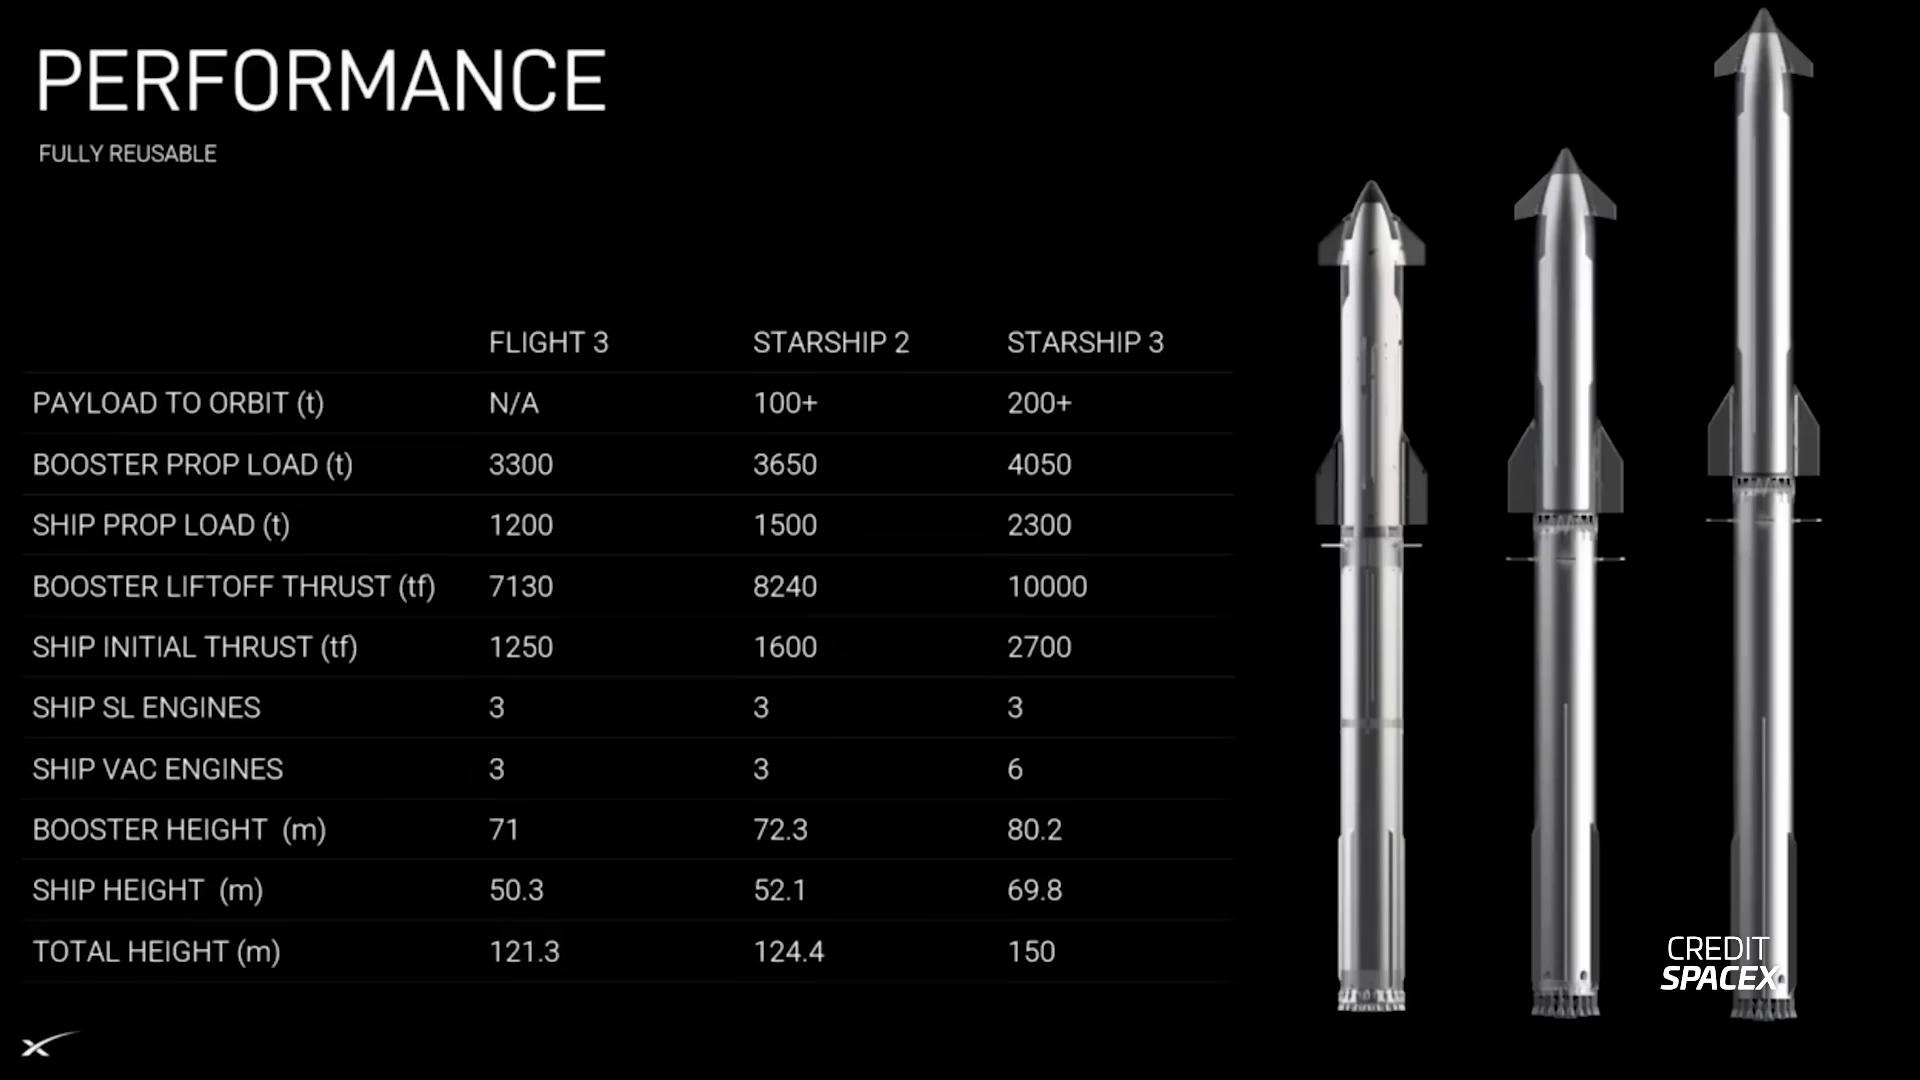 PERFORMANCE
FULLY REUSABLE
FLIGHT 3 STARSHIP 2 STARSHIP 3
PAYLOAD TO ORBIT (t) N/A 100+ 200+
BOOSTER PROP LOAD (t) 3300 3650 4050
SHIP PROP LOAD (t) 1200 1500 2300
BOOSTER LIFTOFF THRUST (tf) 7130 8240 10000
SHIP INITIAL THRUST (tf) 1250 1600 2700
SHIP SL ENGINES 3 3 3
SHIP VAC ENGINES 3 3 6
BOOSTER HEIGHT (m) 71 72.3 80.2
SHIP HEIGHT (m) 50.3 52.1 69.8
TOTAL HEIGHT (m) 121.3 124.4 150
CREDIT
SPACEX